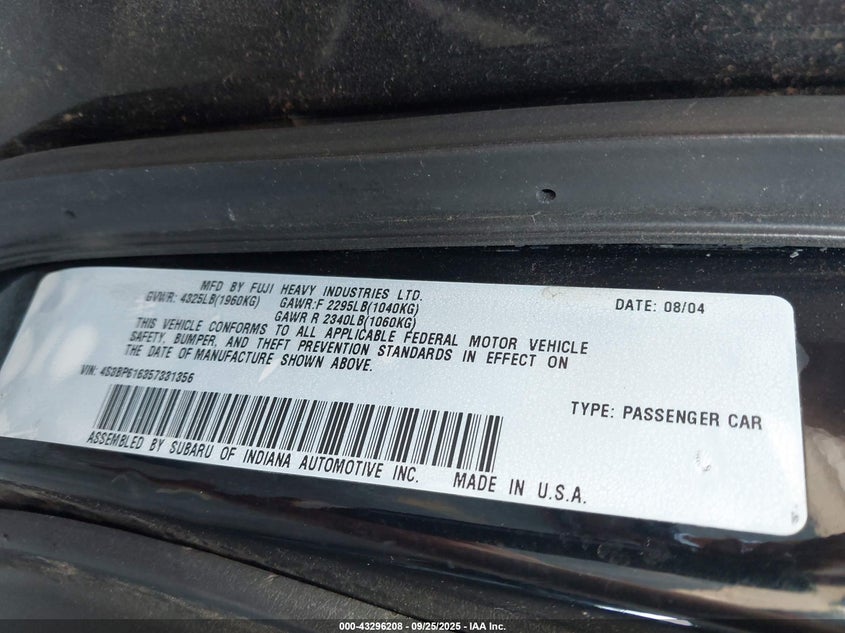 MFD BY FUJI HEAVY INDUSTRIES LTD.
GVWR: 4325LB(1960KG) GAWR:F 2295LB(1040KG)
GAWR R 2340LB(1060KG)
DATE: 08/04
THIS VEHICLE CONFORMS TO ALL APPLICABLE FEDERAL MOTOR VEHICLE
SAFETY, BUMPER, AND THEFT PREVENTION STANDARDS IN EFFECT ON
THE DATE OF MANUFACTURE SHOWN ABOVE.
VIN: 4S3BP616357331356
TYPE: PASSENGER CAR
ASSEMBLED BY SUBARU OF INDIANA AUTOMOTIVE INC.
MADE IN U.S.A.
000-43296208 - 09/25/2025 - IAA Inc.